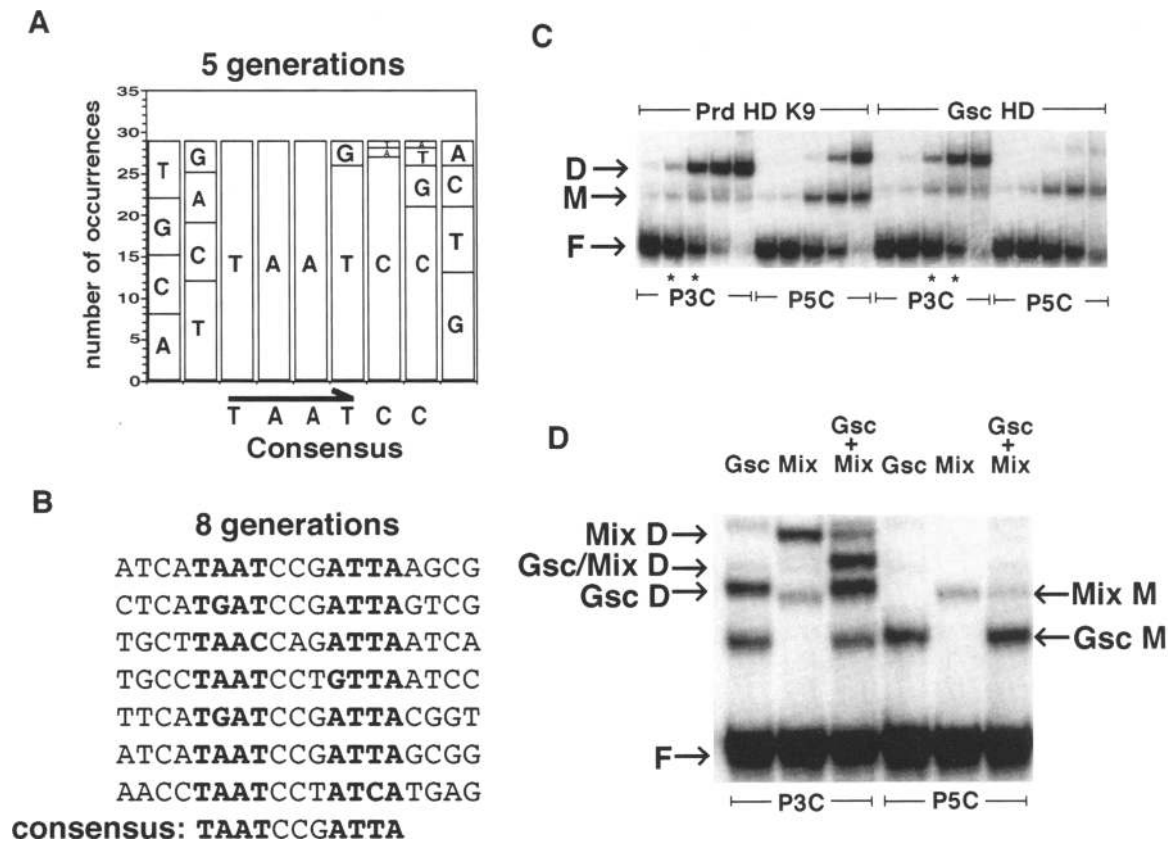 A
5 generations
number of occurrences
35
30
25
20
15
10
5
0
T G C A
G A C T
T
A
A
G T
T A C
A T G C
A C T G
T A A T C C
Consensus
B
8 generations
ATCATAATCCGATTAAGCG
CTCATGATCCGATTAGTCG
TGCTTAACCAGATTAATCA
TGCCTAATCCTGTTAATCC
TTCATGATCCGATTACGGT
ATCATAATCCGATTAGCGG
AACCTAATCCTATCATGAG
consensus: TAATCCGATTA
C
Prd HD K9 Gsc HD
D→
M→
F→
* * * *
P3C P5C P3C P5C
D
Gsc Mix Gsc + Mix Gsc Mix Gsc + Mix
Mix D→
Gsc/Mix D→
Gsc D→
←Mix M
←Gsc M
F→
P3C P5C